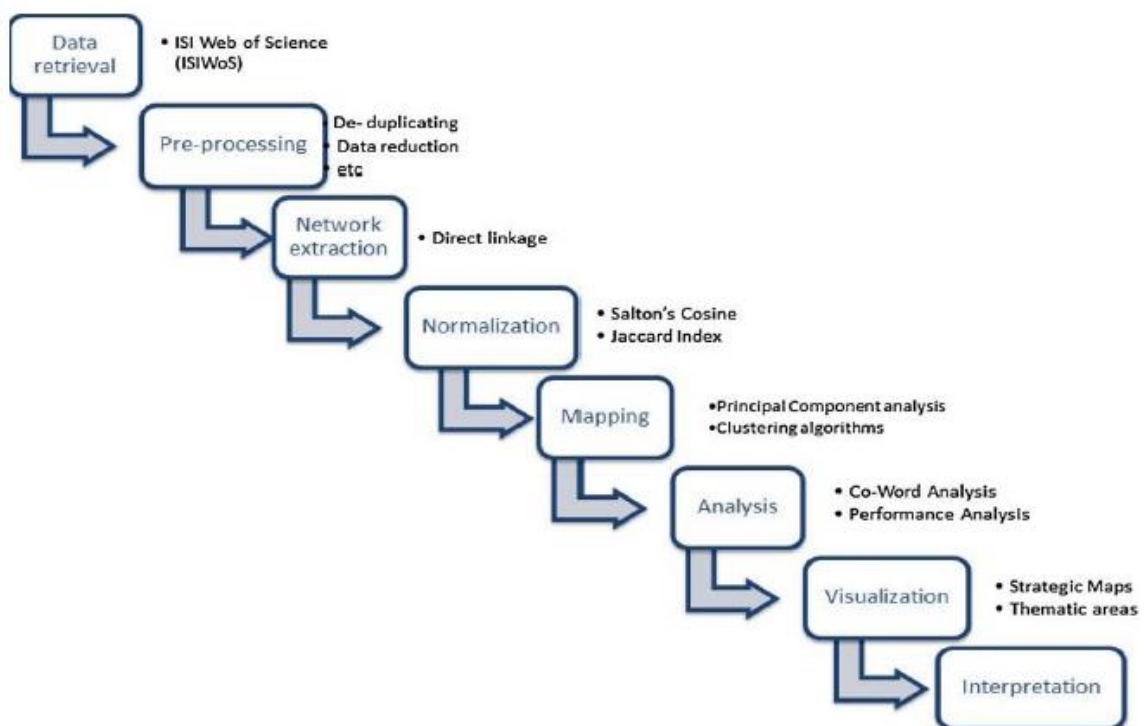 Data
retrieval
• ISI Web of Science
(ISIWoS)
Pre-processing
• De- duplicating
• Data reduction
• etc
Network
extraction
• Direct linkage
Normalization
• Salton's Cosine
• Jaccard Index
Mapping
•Principal Component analysis
•Clustering algorithms
Analysis
• Co-Word Analysis
• Performance Analysis
Visualization
• Strategic Maps
• Thematic areas
Interpretation